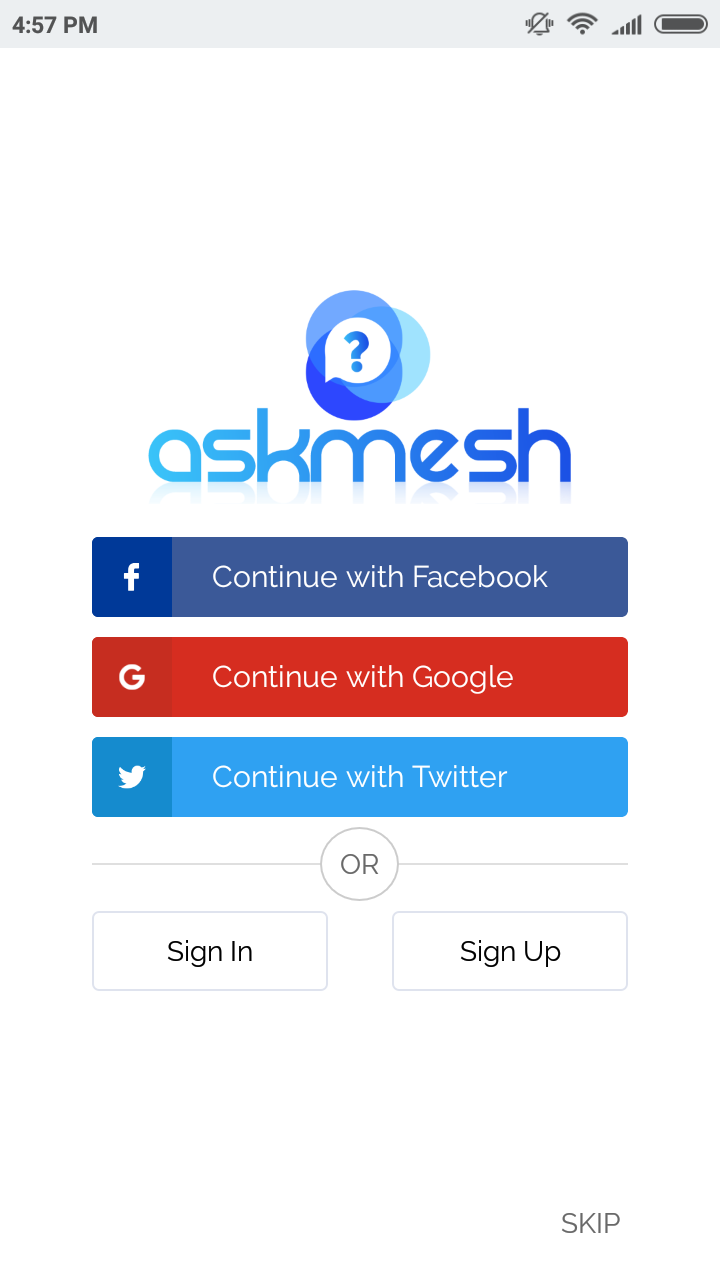 4:57 PM
?
askmesh
f
Continue with Facebook
G
Continue with Google
Continue with Twitter
OR
Sign In
Sign Up
SKIP